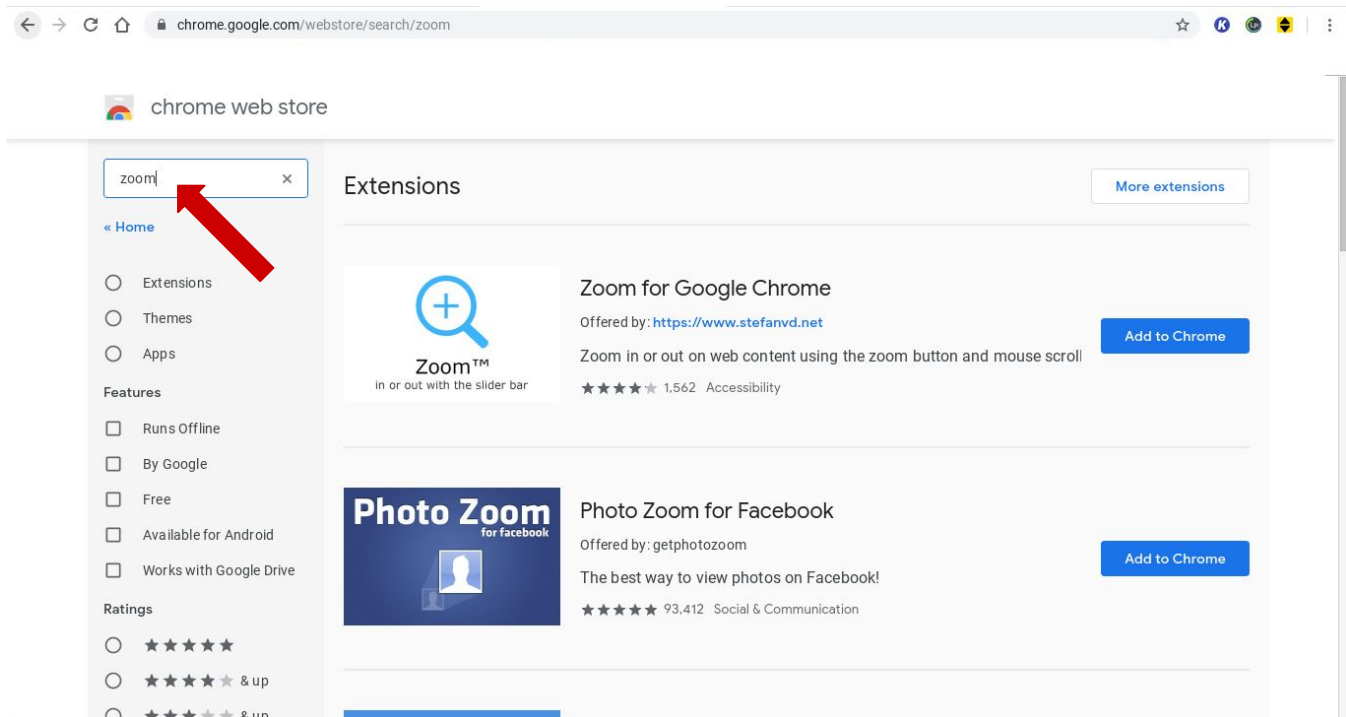 chrome.google.com/webstore/search/zoom
chrome web store
zoom
« Home
Extensions
Themes
Apps
Features
Runs Offline
By Google
Free
Available for Android
Works with Google Drive
Ratings
& up
& up
Extensions
More extensions
Zoom™
in or out with the slider bar
Zoom for Google Chrome
Offered by: https://www.stefanvd.net
Zoom in or out on web content using the zoom button and mouse scroll
1,562 Accessibility
Add to Chrome
Photo Zoom
for facebook
Photo Zoom for Facebook
Offered by: getphotozoom
The best way to view photos on Facebook!
93,412 Social & Communication
Add to Chrome